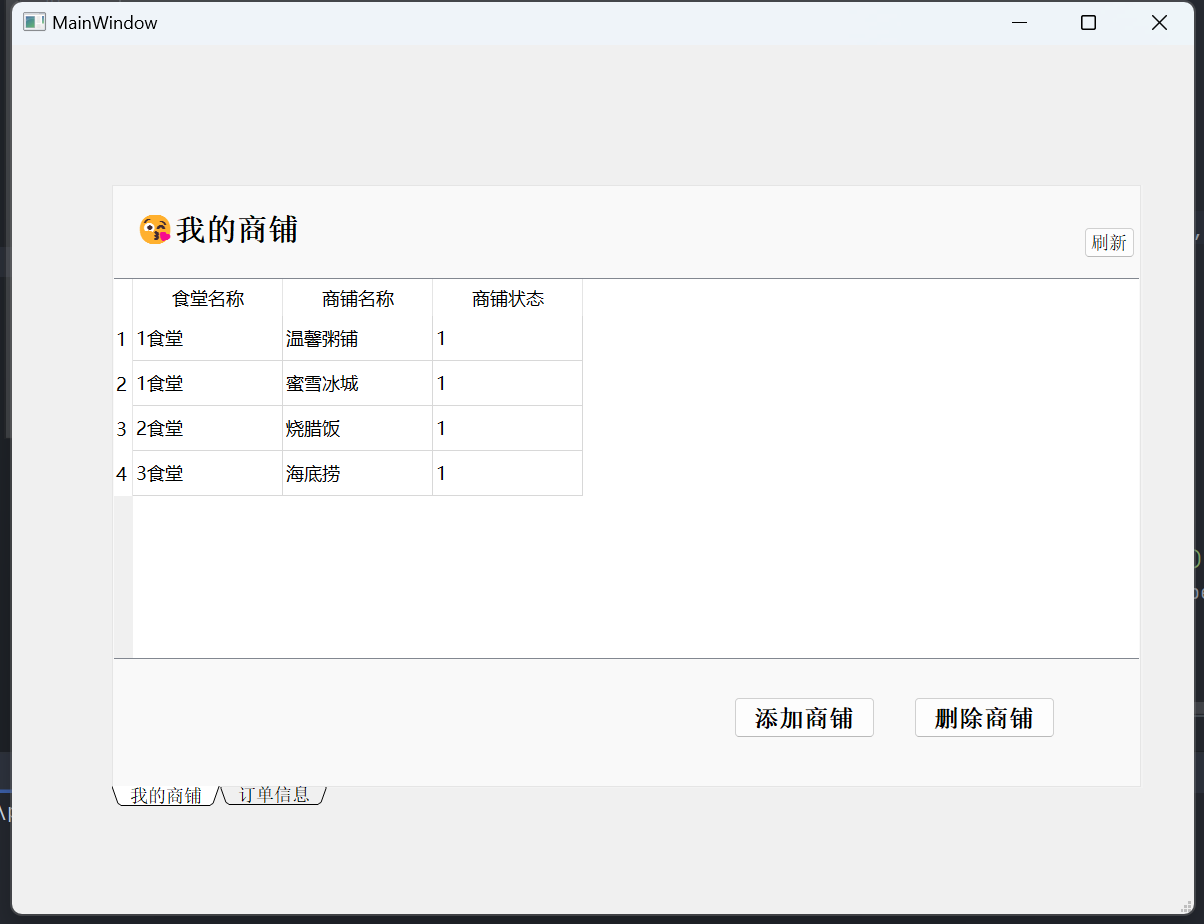 MainWindow
😘我的商铺
刷新
食堂名称 商铺名称 商铺状态
1 1食堂 温馨粥铺 1
2 1食堂 蜜雪冰城 1
3 2食堂 烧腊饭 1
4 3食堂 海底捞 1
添加商铺 删除商铺
我的商铺 订单信息